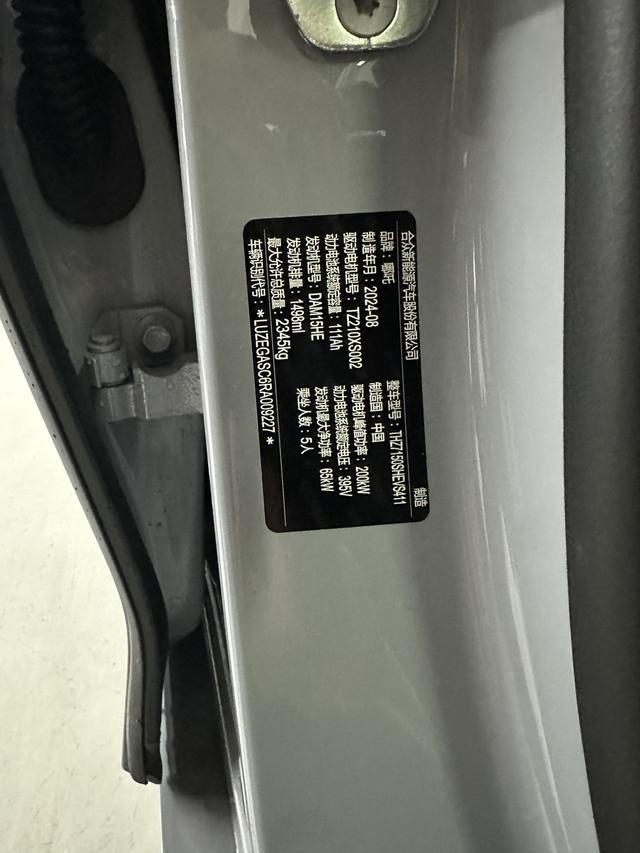 合众新能源汽车股份有限公司 制造
品牌：哪吒 整车型号：THZ7150SHEVS411
制造年月：2024-08 制造国：中国
驱动电机型号：TZ210XS002 驱动电机峰值功率：200kW
动力电池系统额定容量：111Ah 动力电池系统额定电压：395V
发动机型号：DAM15HE 发动机最大净功率：65kW
发动机排量：1498ml 乘坐人数：5人
最大允许总质量：2345kg
车辆识别代号：*LUZEGASC6RA009227*